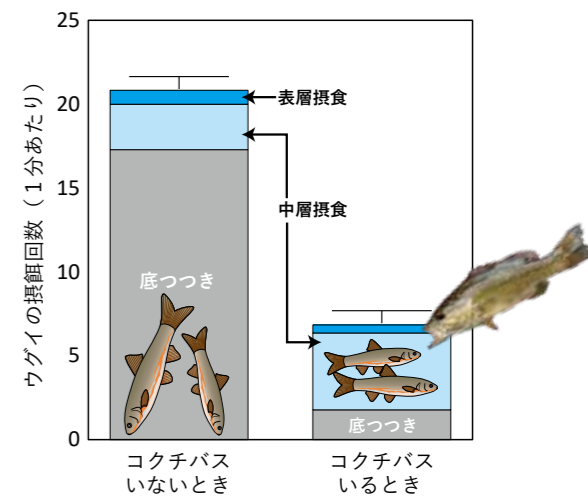 ウグイの摂餌回数（1分あたり）
25
20
15
10
5
0
表層摂食
中層摂食
底つつき
底つつき
コクチバス
いないとき
コクチバス
いるとき